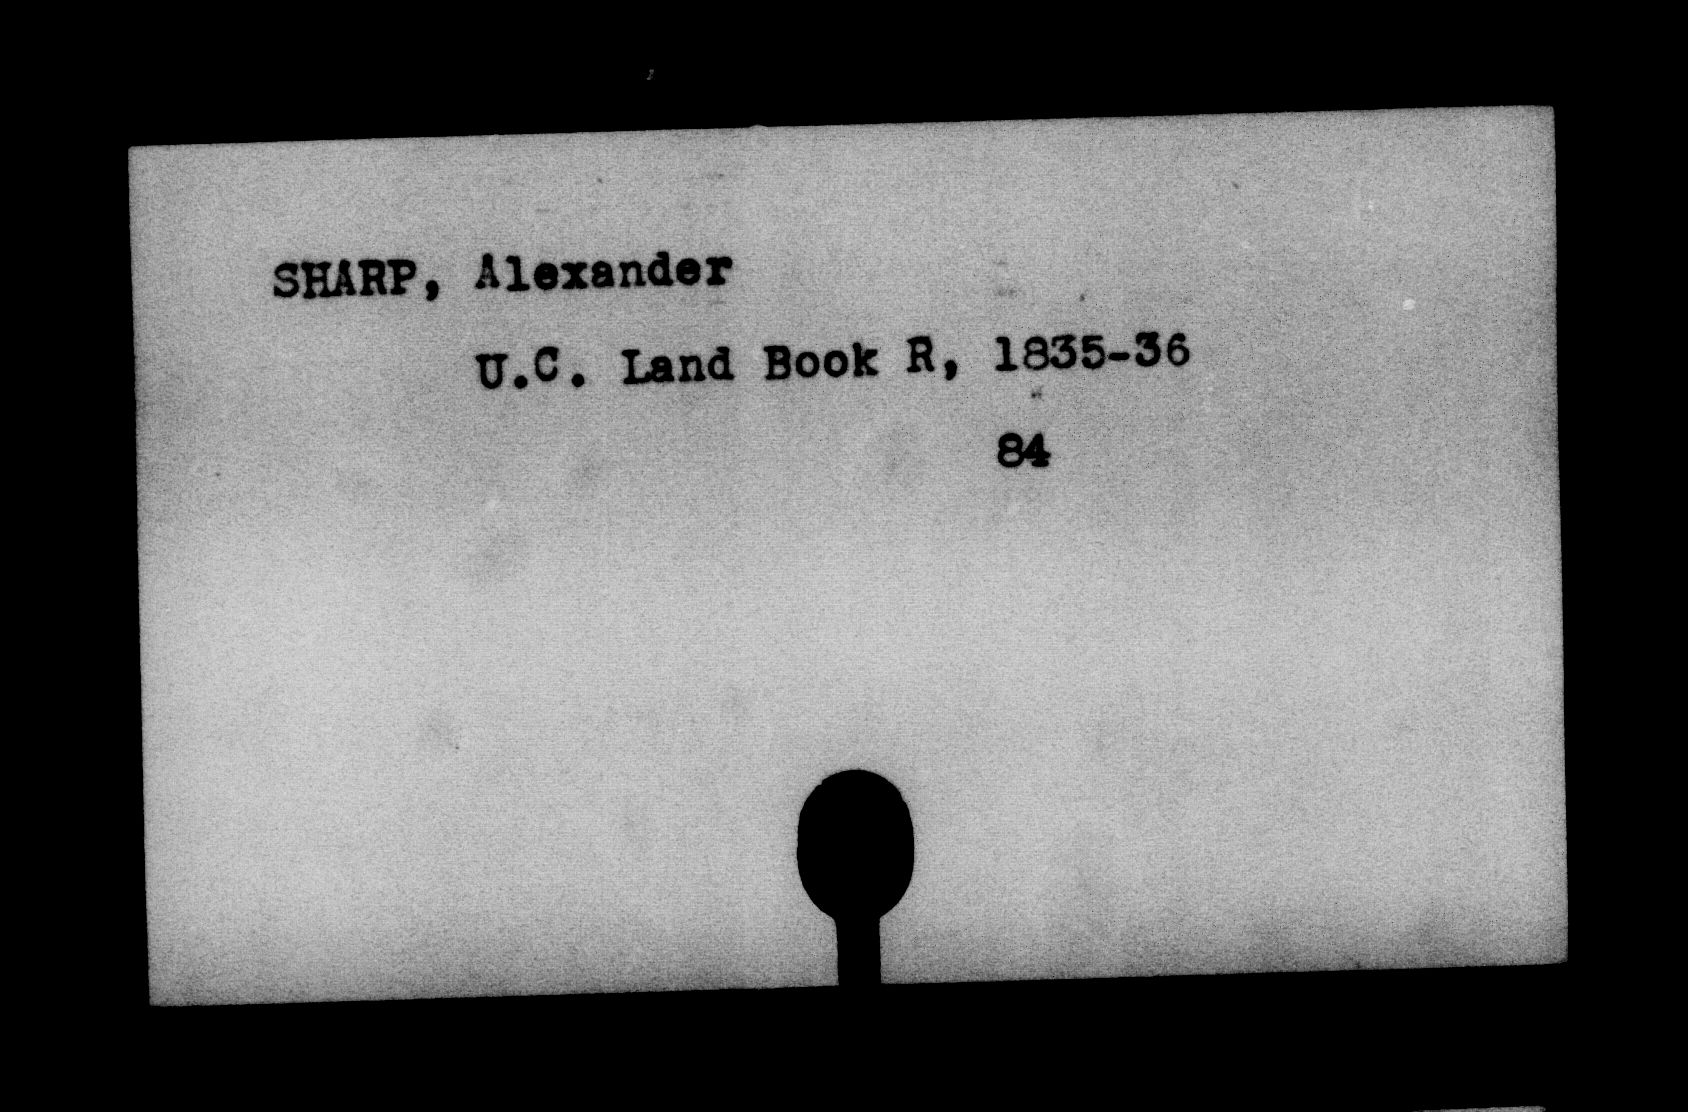 SHARP, Alexander
U.C. Land Book R, 1835-36
84